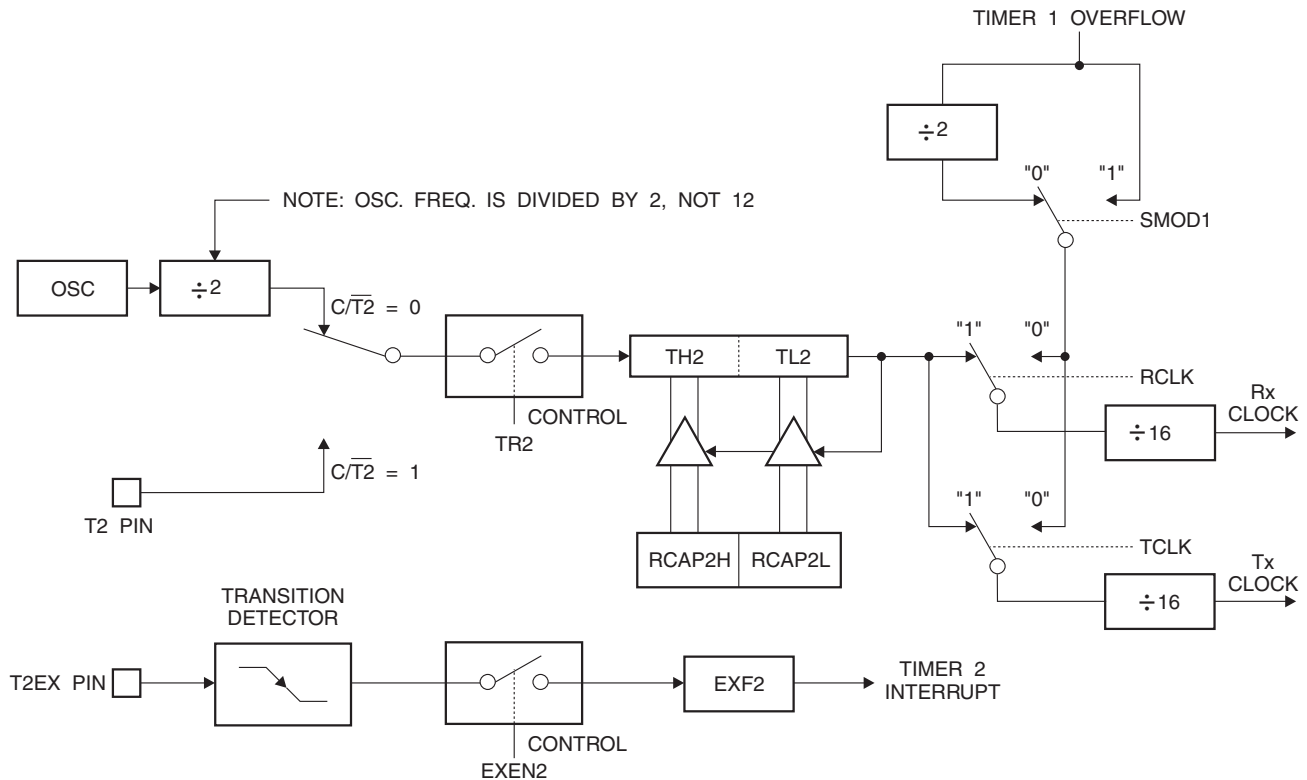 TIMER 1 OVERFLOW
÷2
"0"
"1"
SMOD1
NOTE: OSC. FREQ. IS DIVIDED BY 2, NOT 12
OSC
÷2
C/T̅2̅ = 0
TH2
TL2
"1"
"0"
RCLK
CONTROL
TR2
÷16
Rx
CLOCK
C/T̅2̅ = 1
T2 PIN
"1"
"0"
TCLK
RCAP2H
RCAP2L
÷16
Tx
CLOCK
TRANSITION
DETECTOR
T2EX PIN
EXF2
TIMER 2
INTERRUPT
CONTROL
EXEN2